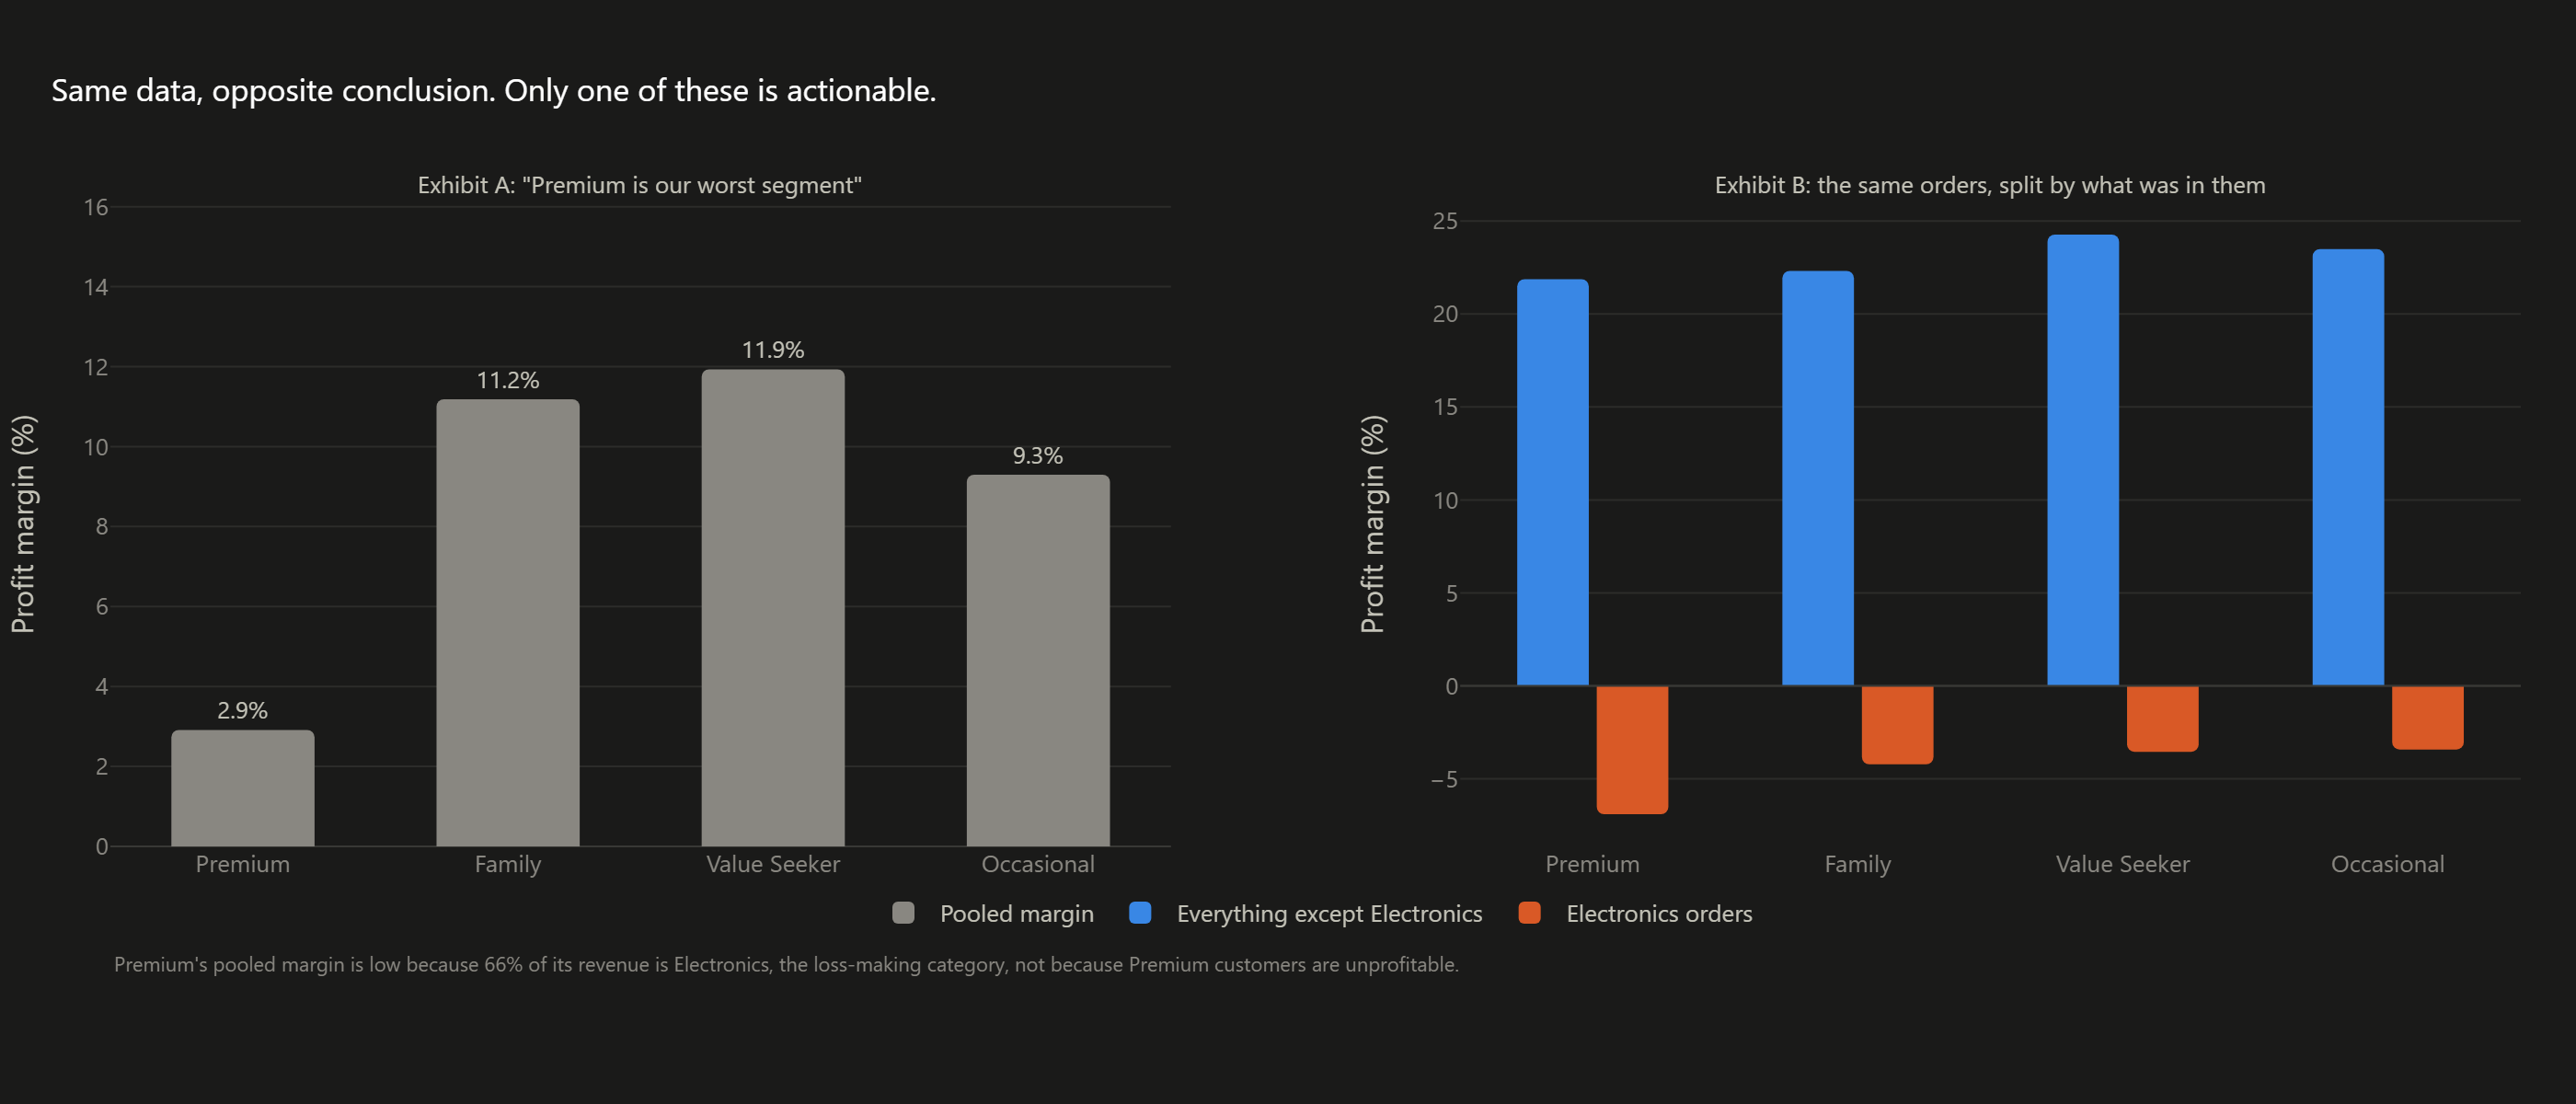 Same data, opposite conclusion. Only one of these is actionable.
Exhibit A: "Premium is our worst segment"
16
14
12
10
8
6
4
2
0
Profit margin (%)
2.9%
11.2%
11.9%
9.3%
Premium
Family
Value Seeker
Occasional
Exhibit B: the same orders, split by what was in them
25
20
15
10
5
0
−5
Profit margin (%)
Premium
Family
Value Seeker
Occasional
Pooled margin
Everything except Electronics
Electronics orders
Premium's pooled margin is low because 66% of its revenue is Electronics, the loss-making category, not because Premium customers are unprofitable.